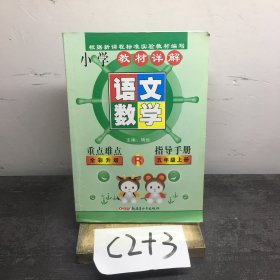 根据新课程标准实验教材编写
小学教材详解
语文
数学
重点难点
全彩升级
R
指导手册
五年级上册
C2+3